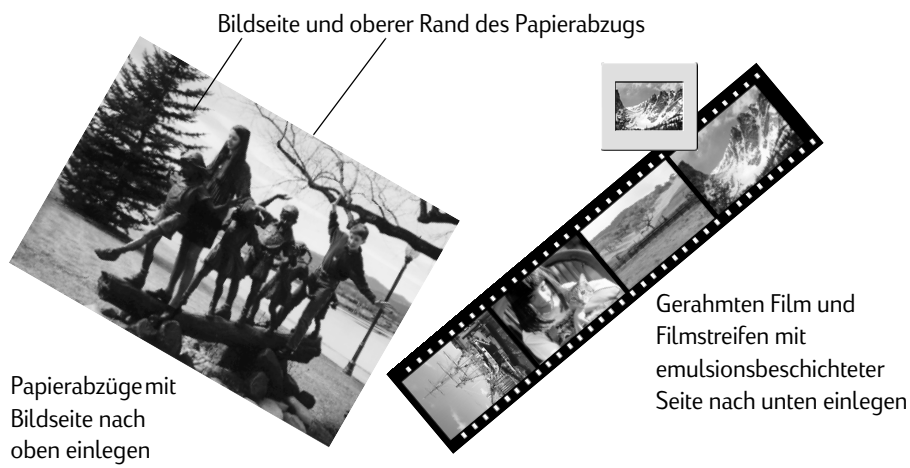 Bildseite und oberer Rand des Papierabzugs
Papierabzüge mit
Bildseite nach
oben einlegen
Gerahmten Film und
Filmstreifen mit
emulsionsbeschichteter
Seite nach unten einlegen